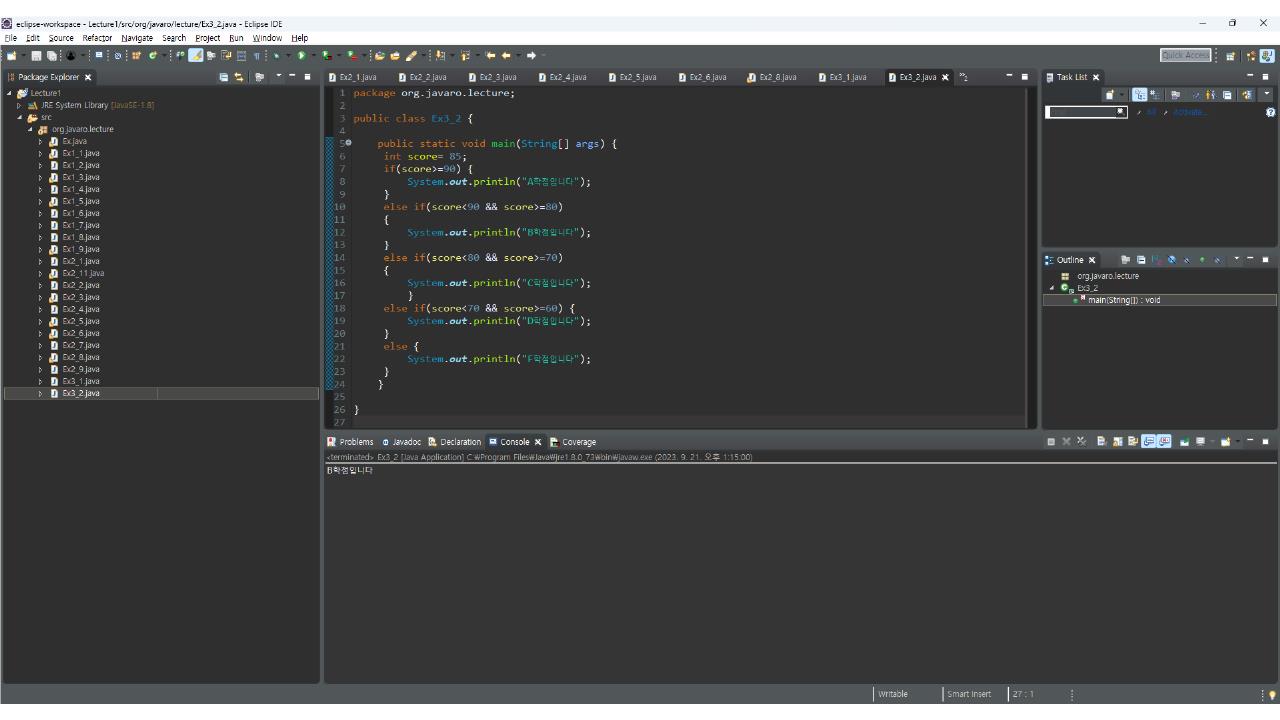 eclipse-workspace - Lecture1/src/org/javaro/lecture/Ex3_2.java - Eclipse IDE
File Edit Source Refactor Navigate Search Project Run Window Help
Quick Access
Package Explorer
Lecture1
JRE System Library [JavaSE-1.8]
src
org.javaro.lecture
Ex.java
Ex1_1.java
Ex1_2.java
Ex1_3.java
Ex1_4.java
Ex1_5.java
Ex1_6.java
Ex1_7.java
Ex1_8.java
Ex1_9.java
Ex2_1.java
Ex2_11.java
Ex2_2.java
Ex2_3.java
Ex2_4.java
Ex2_5.java
Ex2_6.java
Ex2_7.java
Ex2_8.java
Ex2_9.java
Ex3_1.java
Ex3_2.java
Ex2_1.java Ex2_2.java Ex2_3.java Ex2_4.java Ex2_5.java Ex2_6.java Ex2_8.java Ex3_1.java Ex3_2.java »2
1 package org.javaro.lecture;
2
3 public class Ex3_2 {
4
5 public static void main(String[] args) {
6 int score= 85;
7 if(score>=90) {
8 System.out.println("A학점입니다");
9 }
10 else if(score<90 && score>=80)
11 {
12 System.out.println("B학점입니다");
13 }
14 else if(score<80 && score>=70)
15 {
16 System.out.println("C학점입니다");
17 }
18 else if(score<70 && score>=60) {
19 System.out.println("D학점입니다");
20 }
21 else {
22 System.out.println("F학점입니다");
23 }
24 }
25
26 }
27
Task List
All Activate...
Outline
org.javaro.lecture
Ex3_2
main(String[]) : void
Problems Javadoc Declaration Console Coverage
<terminated> Ex3_2 [Java Application] C:₩Program Files₩Java₩jre1.8.0_73₩bin₩javaw.exe (2023. 9. 21. 오후 1:15:00)
B학점입니다
Writable Smart Insert 27 : 1